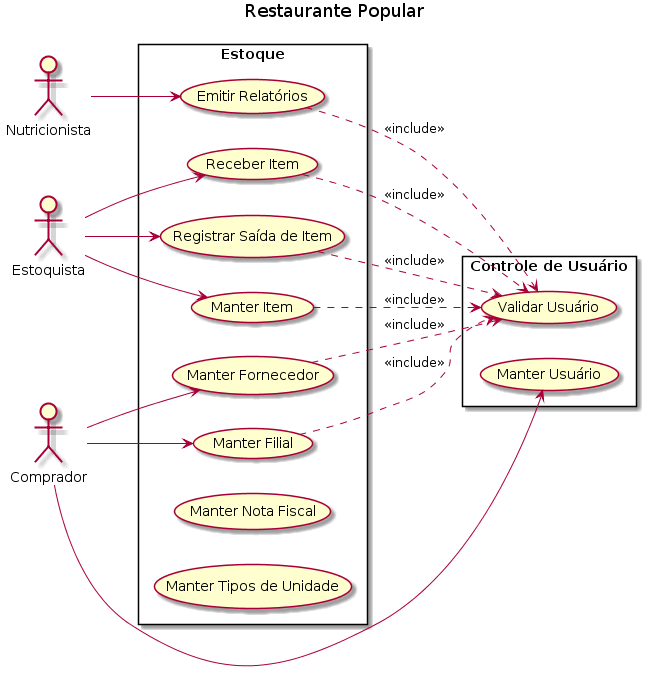 Restaurante Popular
Estoque
Nutricionista
Emitir Relatórios
«include»
Receber Item
«include»
Estoquista
Registrar Saída de Item
«include»
Controle de Usuário
Manter Item
«include»
Validar Usuário
«include»
Manter Fornecedor
«include»
Manter Usuário
Comprador
Manter Filial
Manter Nota Fiscal
Manter Tipos de Unidade